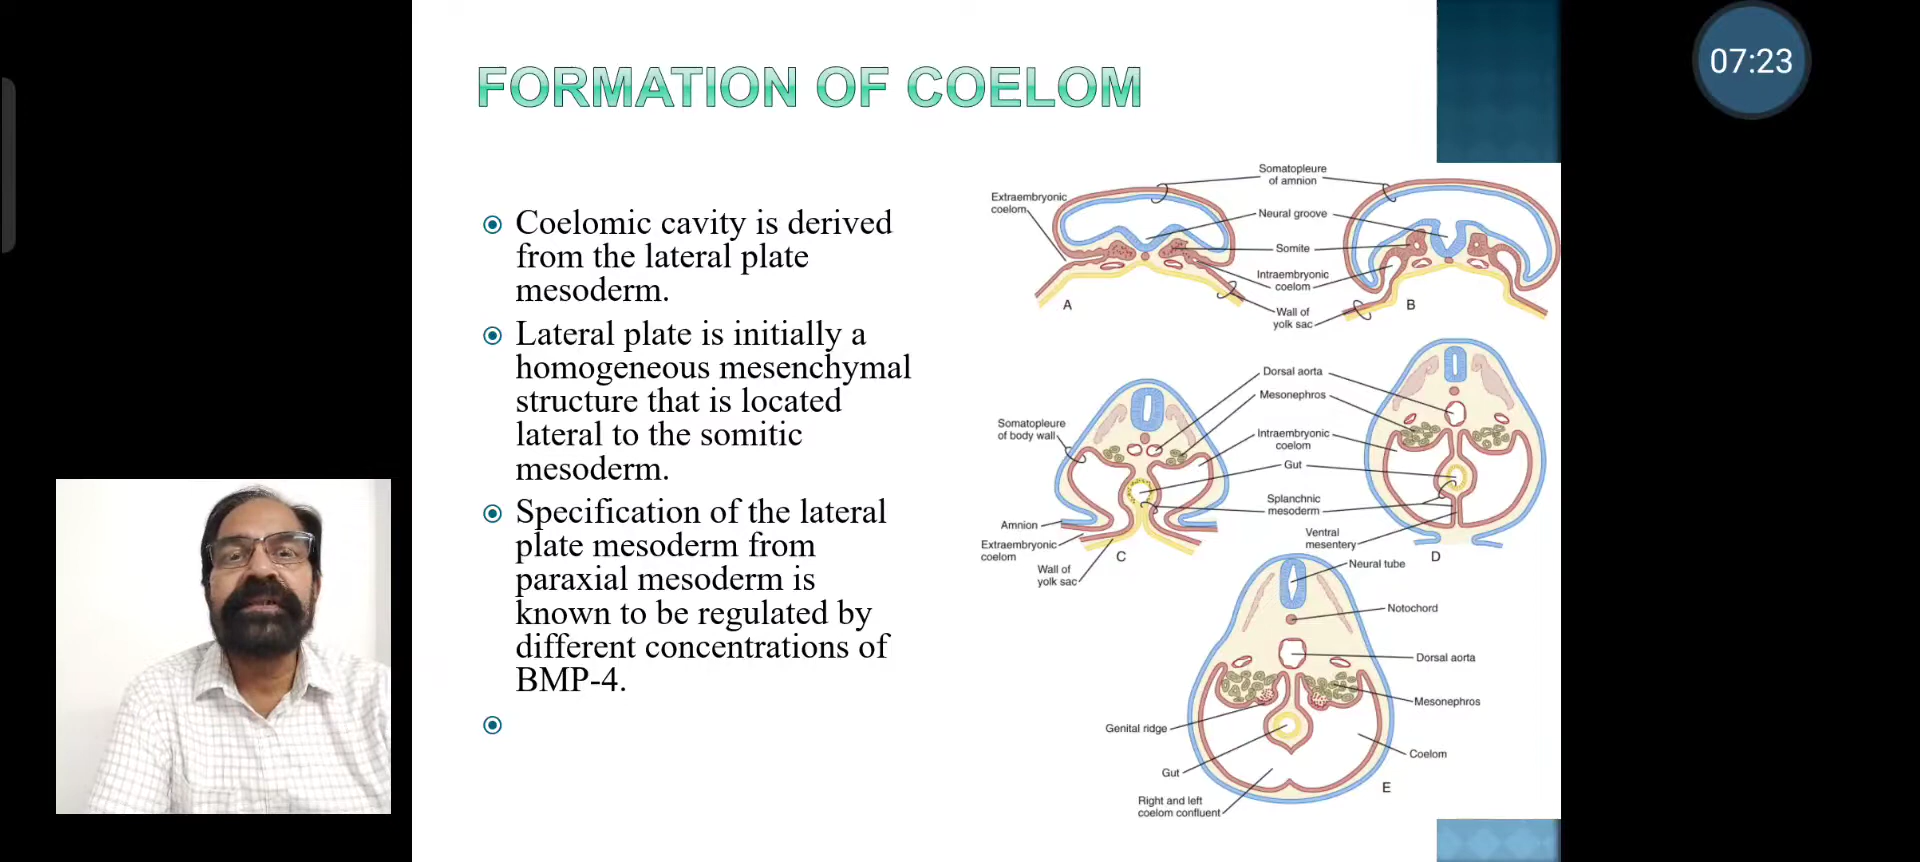 07:23
FORMATION OF COELOM
Coelomic cavity is derived
from the lateral plate
mesoderm.
Lateral plate is initially a
homogeneous mesenchymal
structure that is located
lateral to the somitic
mesoderm.
Specification of the lateral
plate mesoderm from
paraxial mesoderm is
known to be regulated by
different concentrations of
BMP-4.
Somatopleure
of amnion
Extraembryonic
coelom
Neural groove
Somite
Intraembryonic
coelom
Wall of
yolk sac
A
B
Dorsal aorta
Mesonephros
Somatopleure
of body wall
Intraembryonic
coelom
Gut
Splanchnic
mesoderm
Amnion
Extraembryonic
coelom
Wall of
yolk sac
Ventral
mesentery
C
D
Neural tube
Notochord
Dorsal aorta
Mesonephros
Genital ridge
Coelom
Gut
Right and left
coelom confluent
E